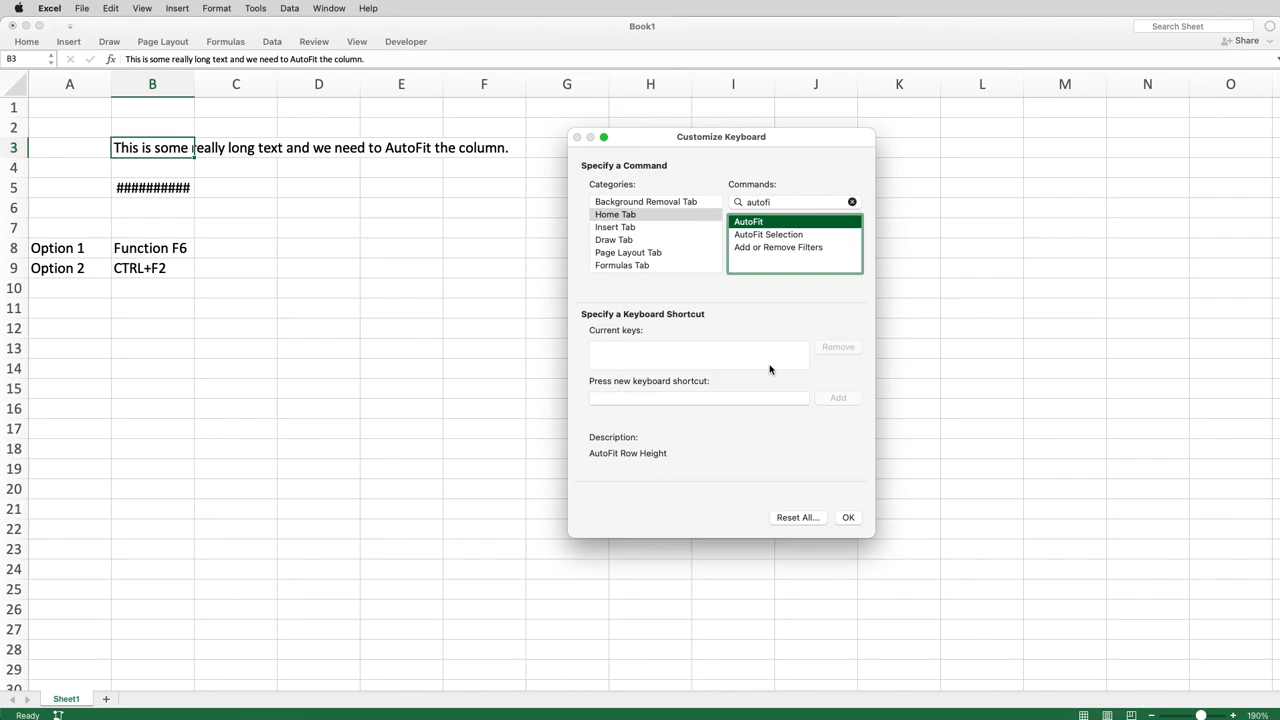 Excel File Edit View Insert Format Tools Data Window Help
Book1
Search Sheet
Home Insert Draw Page Layout Formulas Data Review View Developer
Share
B3 fx This is some really long text and we need to AutoFit the column.
A B C D E F G H I J K L M N O
1
2
3 This is some really long text and we need to AutoFit the column.
4
5 ##########
6
7
8 Option 1 Function F6
9 Option 2 CTRL+F2
10
11
12
13
14
15
16
17
18
19
20
21
22
23
24
25
26
27
28
29
30
Customize Keyboard
Specify a Command
Categories: Commands:
Background Removal Tab
Home Tab
Insert Tab
Draw Tab
Page Layout Tab
Formulas Tab
autofi
AutoFit
AutoFit Selection
Add or Remove Filters
Specify a Keyboard Shortcut
Current keys:
Remove
Press new keyboard shortcut:
Add
Description:
AutoFit Row Height
Reset All... OK
Sheet1 +
Ready 190%